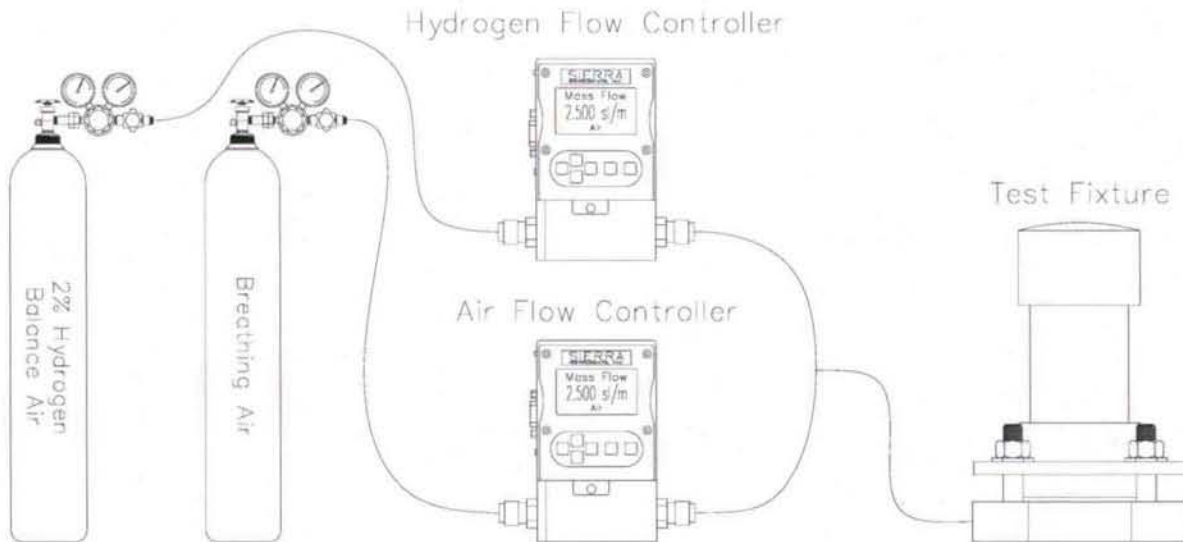 Hydrogen Flow Controller
SIERRA
Mass Flow
2.500 sl/m
Air
Test Fixture
2% Hydrogen
Balance Air
Breathing Air
Air Flow Controller
SIERRA
Mass Flow
2.500 sl/m
Air